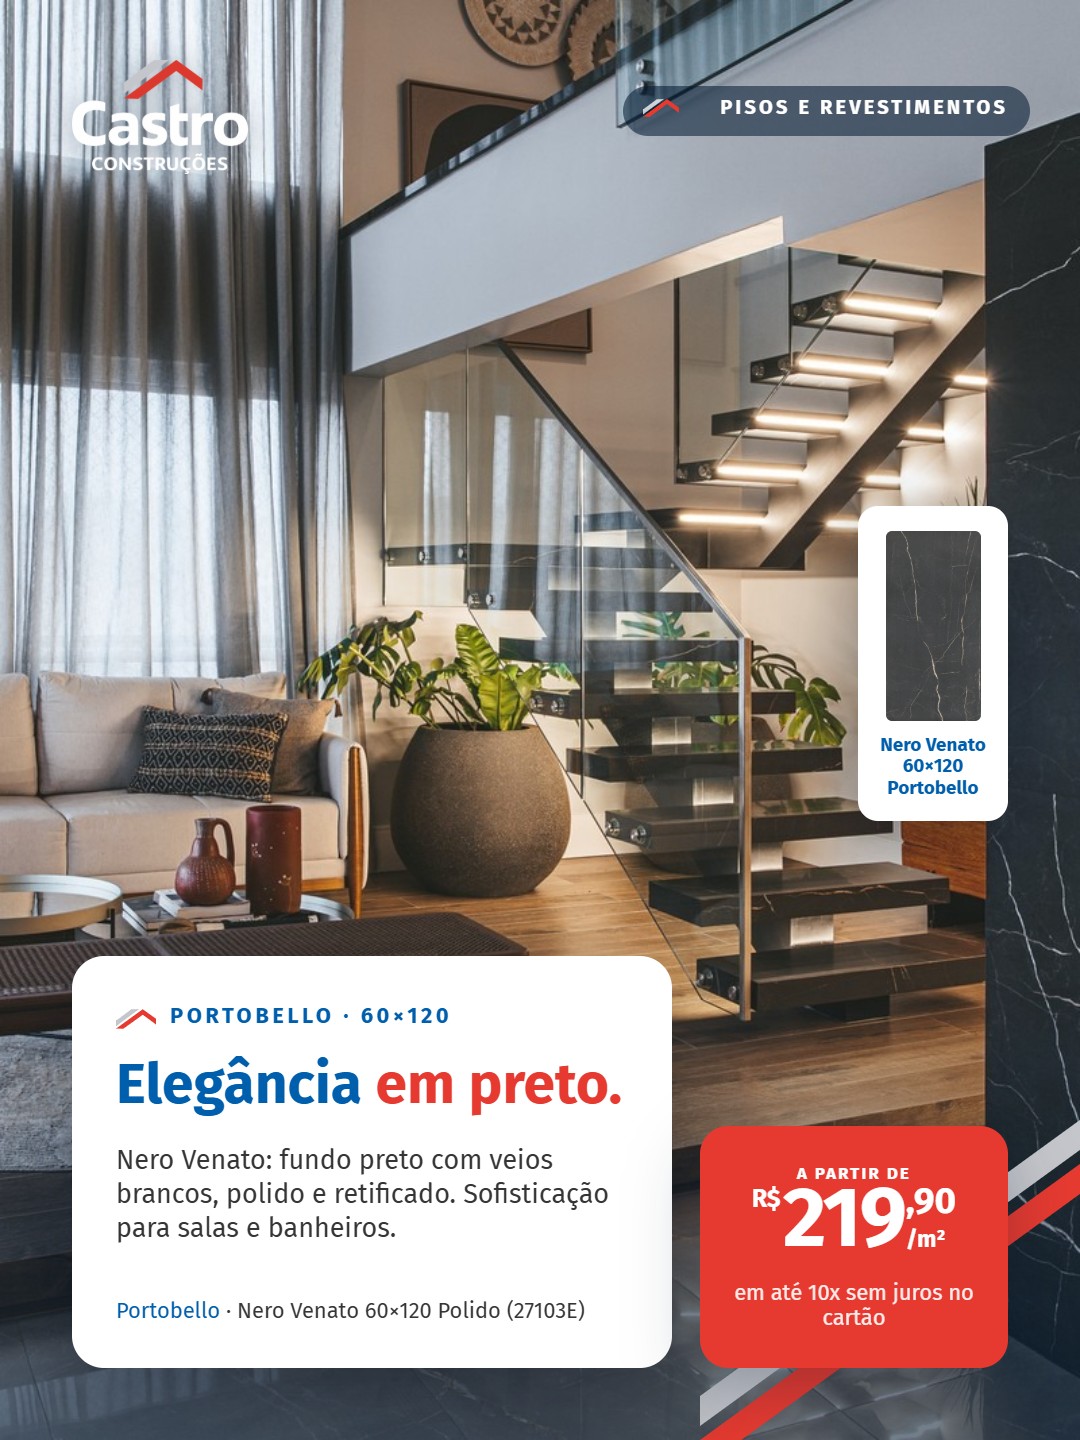 Castro
CONSTRUÇÕES
PISOS E REVESTIMENTOS
Nero Venato
60×120
Portobello
PORTOBELLO · 60×120
Elegância em preto.
Nero Venato: fundo preto com veios
brancos, polido e retificado. Sofisticação
para salas e banheiros.
Portobello · Nero Venato 60×120 Polido (27103E)
A PARTIR DE
R$219,90
/m²
em até 10x sem juros no
cartão